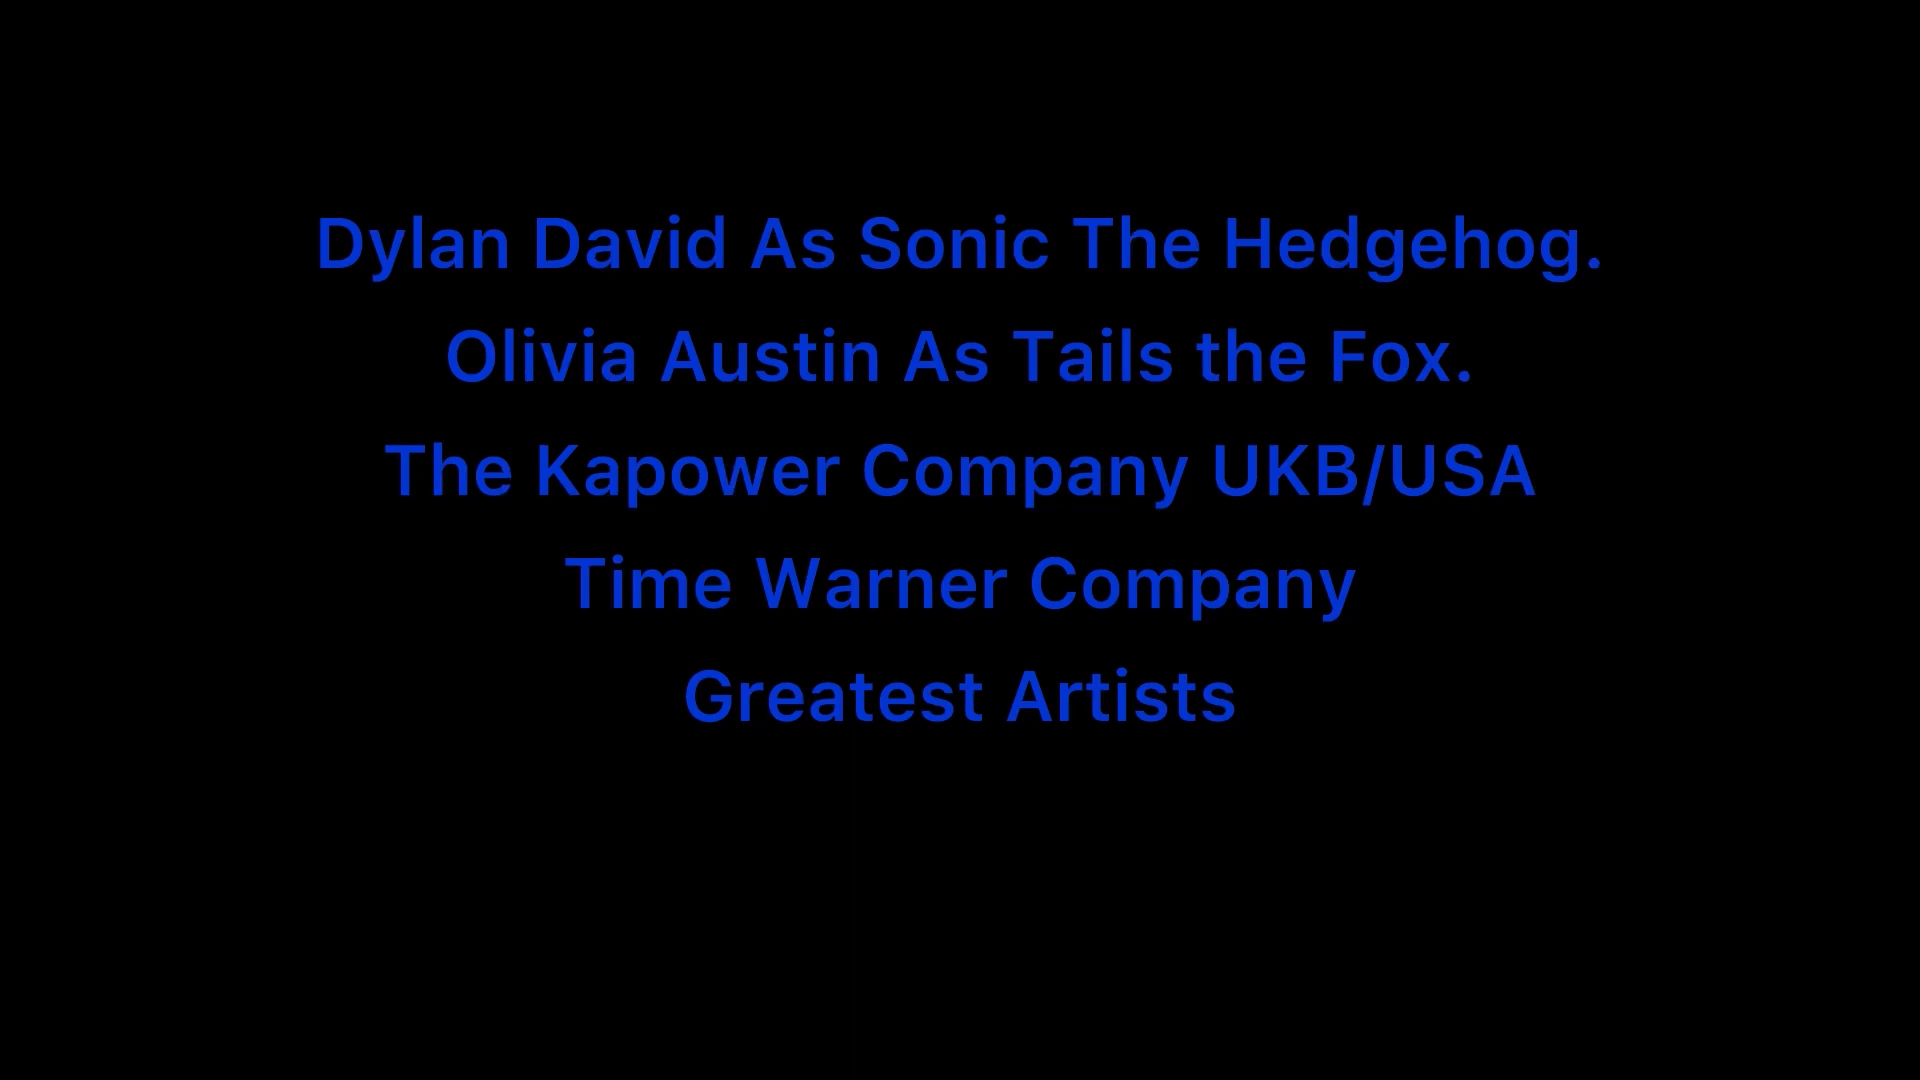 Dylan David As Sonic The Hedgehog.
Olivia Austin As Tails the Fox.
The Kapower Company UKB/USA
Time Warner Company
Greatest Artists